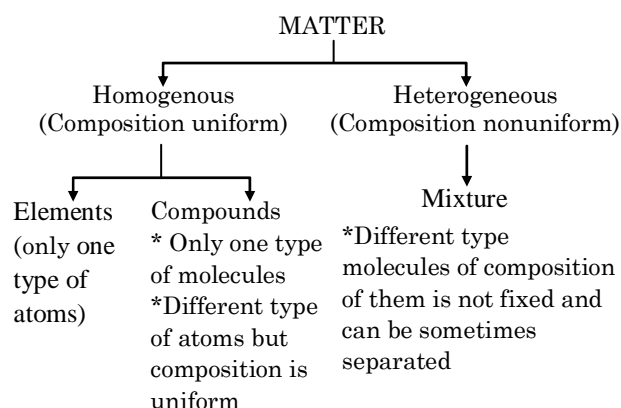 MATTER
Homogenous
(Composition uniform)
Heterogeneous
(Composition nonuniform)
Elements
(only one
type of
atoms)
Compounds
* Only one type
of molecules
*Different type
of atoms but
composition is
uniform
Mixture
*Different type
molecules of composition
of them is not fixed and
can be sometimes
separated